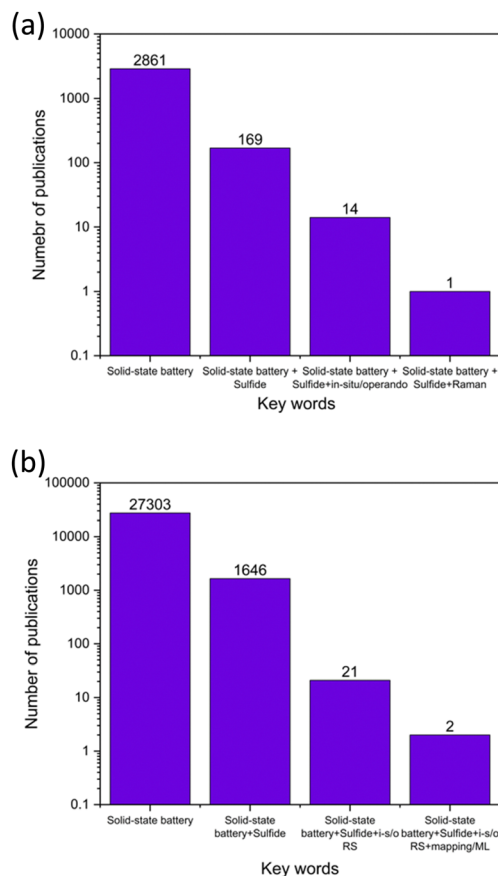 (a)
10000
1000
100
10
1
0.1
Numebr of publications
2861
169
14
1
Solid-state battery
Solid-state battery +
Sulfide
Solid-state battery +
Sulfide+in-situ/operando
Solid-state battery +
Sulfide+Raman
Key words
(b)
100000
10000
1000
100
10
1
0.1
Number of publications
27303
1646
21
2
Solid-state battery
Solid-state
battery+Sulfide
Solid-state
battery+Sulfide+i-s/o
RS
Solid-state
battery+Sulfide+i-s/o
RS+mapping/ML
Key words